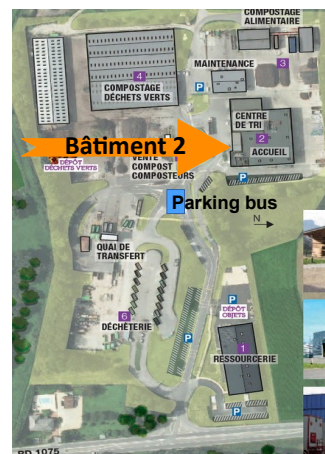 COMPOSTAGE
ALIMENTAIRE
3
MAINTENANCE
P
4
COMPOSTAGE
DÉCHETS VERTS
CENTRE
DE TRI
2
ACCUEIL
Bâtiment 2
DÉPÔT
DÉCHETS VERTS
VENTE
COMPOST
COMPOSTEURS
P
Parking bus
N
QUAI DE
TRANSFERT
P
DÉPÔT
OBJETS
6
DÉCHÈTERIE
P
1
RESSOURCERIE
P
RD 1075